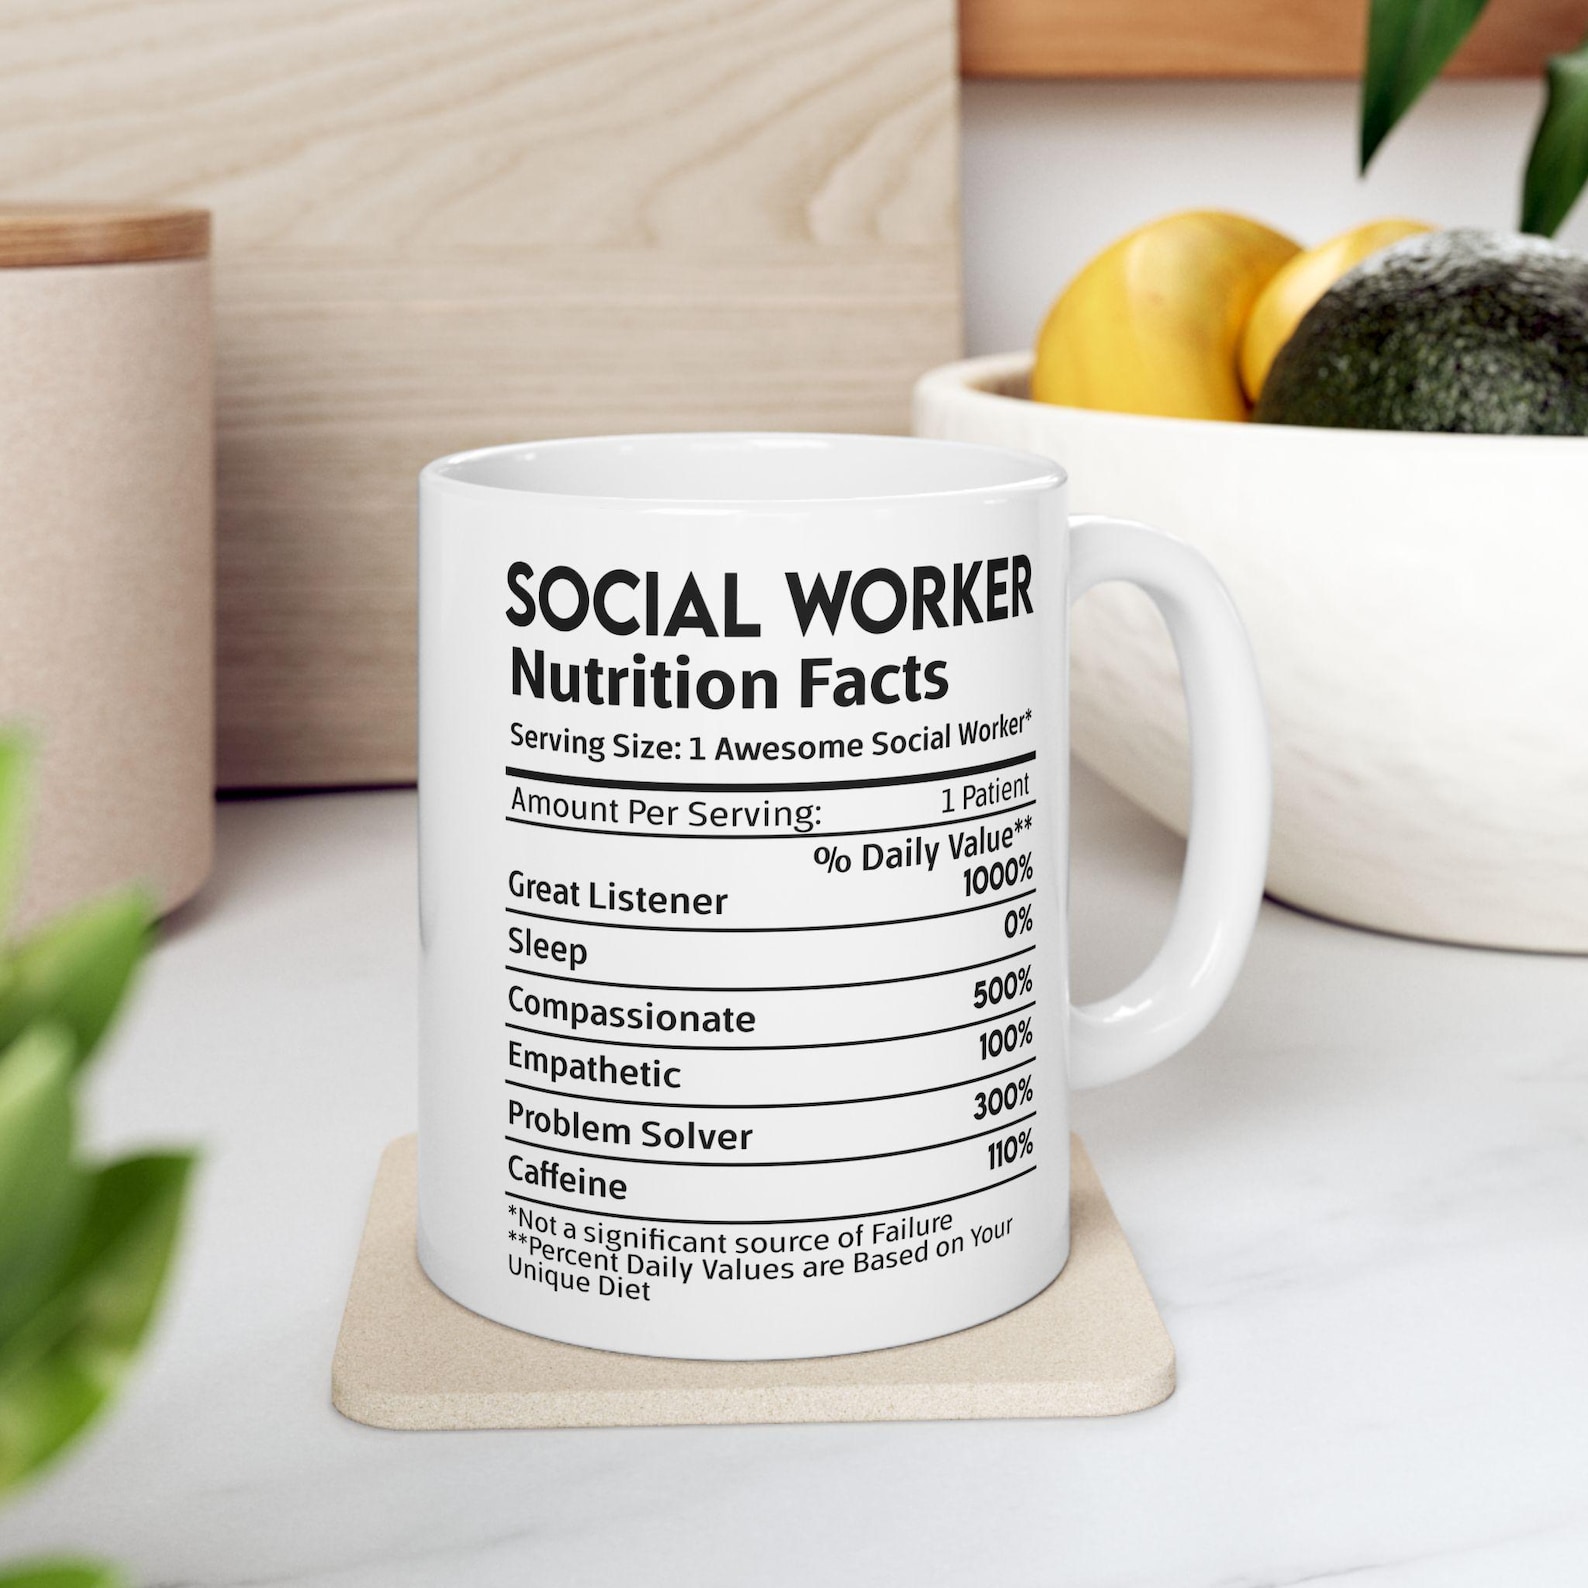 SOCIAL WORKER
Nutrition Facts
Serving Size: 1 Awesome Social Worker*
Amount Per Serving: 1 Patient
% Daily Value**
Great Listener 1000%
Sleep 0%
Compassionate 500%
Empathetic 100%
Problem Solver 300%
Caffeine 110%
*Not a significant source of Failure
**Percent Daily Values are Based on Your
Unique Diet